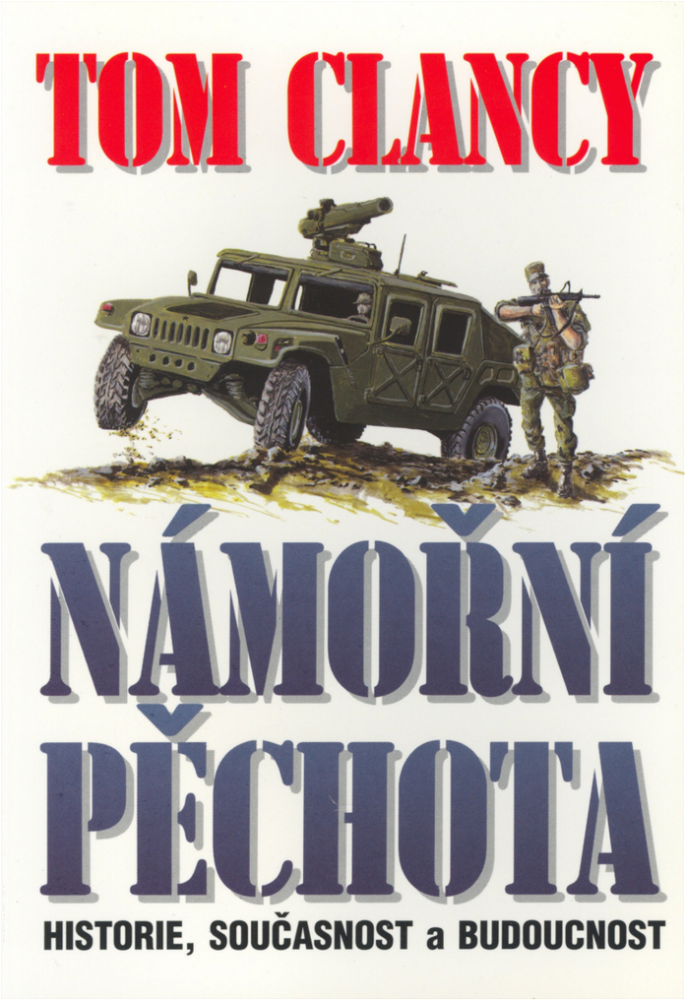 TOM CLANCY
NÁMOŘNÍ
PĚCHOTA
HISTORIE, SOUČASNOST a BUDOUCNOST